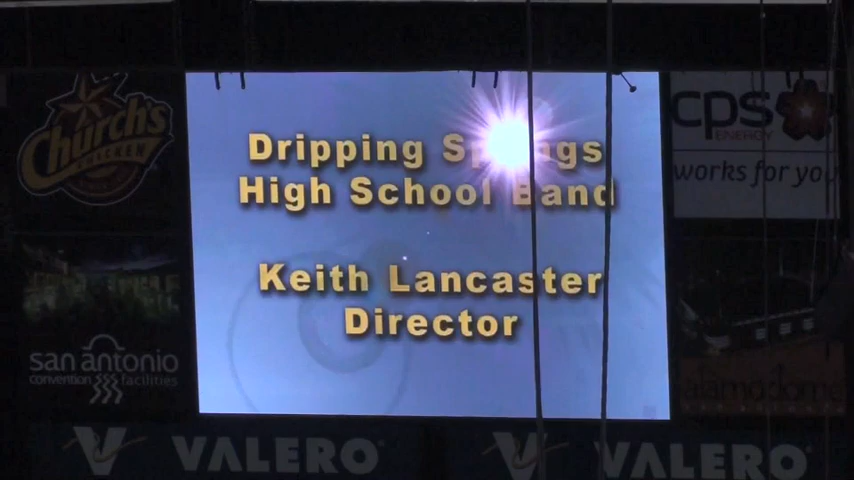 Church's
CHICKEN
Dripping Springs
High School Band
Keith Lancaster
Director
cps
ENERGY
works for you
san antonio
convention facilities
alamodome
VALERO
VALERO